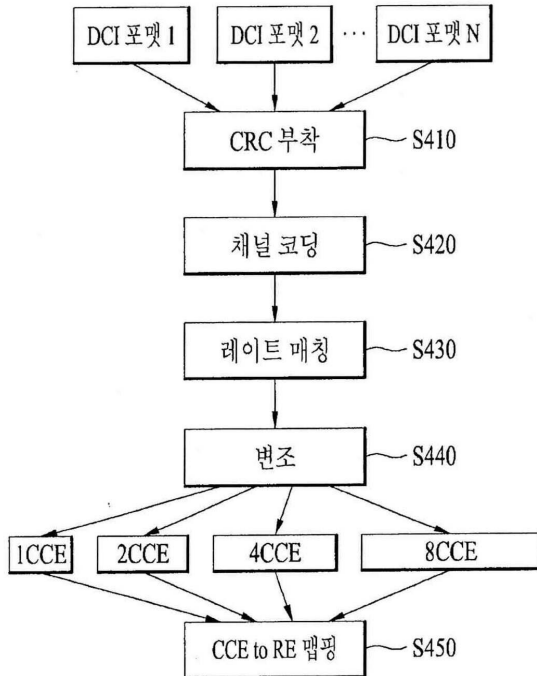 DCI 포맷 1 DCI 포맷 2 ··· DCI 포맷 N
CRC 부착 S410
채널 코딩 S420
레이트 매칭 S430
변조 S440
1CCE 2CCE 4CCE 8CCE
CCE to RE 맵핑 S450